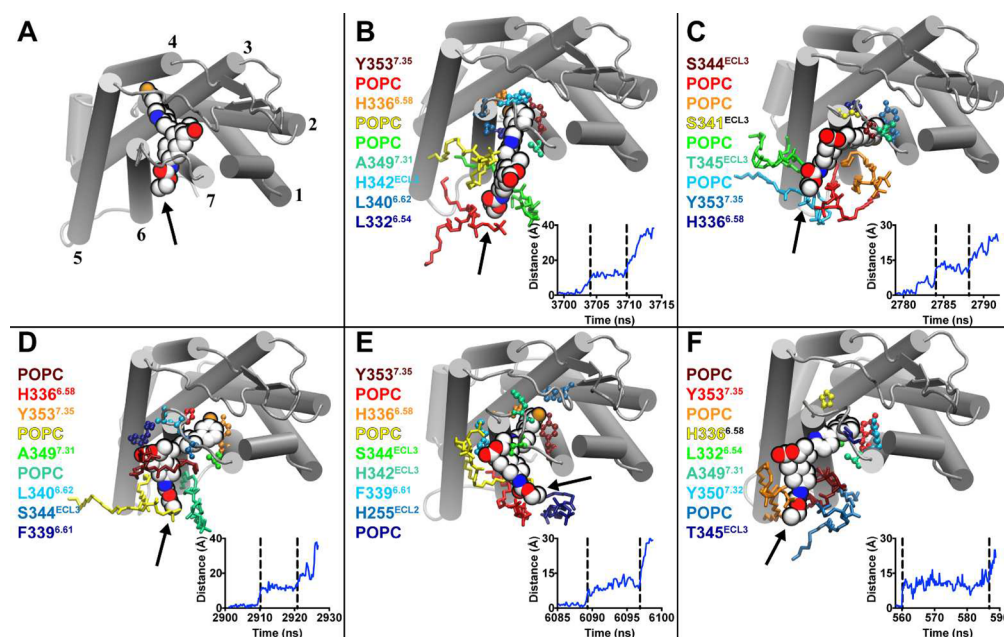 A
4
3
2
1
7
6
5
B
Y353^7.35
POPC
H336^6.58
POPC
POPC
A349^7.31
H342^ECL2
L340^6.62
L332^6.54
Distance (Å)
40
20
0
3700 3705 3710 3715
Time (ns)
C
S344^ECL3
POPC
POPC
S341^ECL3
POPC
T345^ECL3
POPC
Y353^7.35
H336^6.58
Distance (Å)
30
15
0
2780 2785 2790
Time (ns)
D
POPC
H336^6.58
Y353^7.35
POPC
A349^7.31
POPC
L340^6.62
S344^ECL3
F339^6.61
Distance (Å)
40
20
0
2900 2910 2920 2930
Time (ns)
E
Y353^7.35
POPC
H336^6.58
POPC
S344^ECL3
H342^ECL3
F339^6.61
H255^ECL2
POPC
Distance (Å)
30
15
0
6085 6090 6095 6100
Time (ns)
F
POPC
Y353^7.35
POPC
H336^6.58
L332^6.54
A349^7.31
Y350^7.32
POPC
T345^ECL3
Distance (Å)
30
15
0
560 570 580 590
Time (ns)